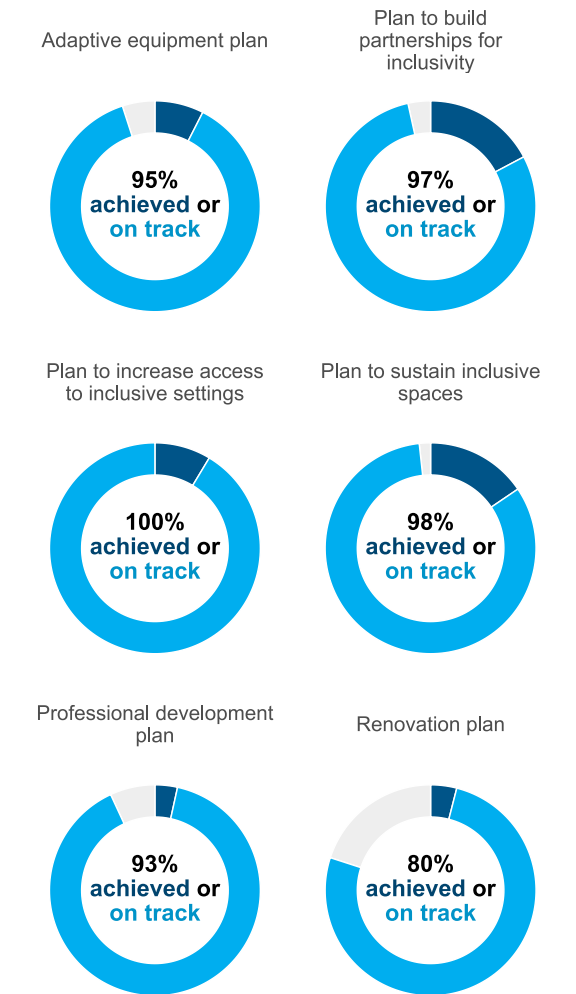 Adaptive equipment plan
Plan to build
partnerships for
inclusivity
95%
achieved or
on track
97%
achieved or
on track
Plan to increase access
to inclusive settings
Plan to sustain inclusive
spaces
100%
achieved or
on track
98%
achieved or
on track
Professional development
plan
Renovation plan
93%
achieved or
on track
80%
achieved or
on track